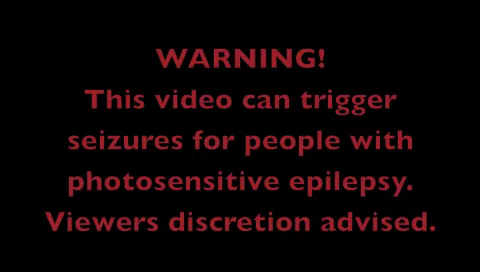 WARNING!
This video can trigger
seizures for people with
photosensitive epilepsy.
Viewers discretion advised.